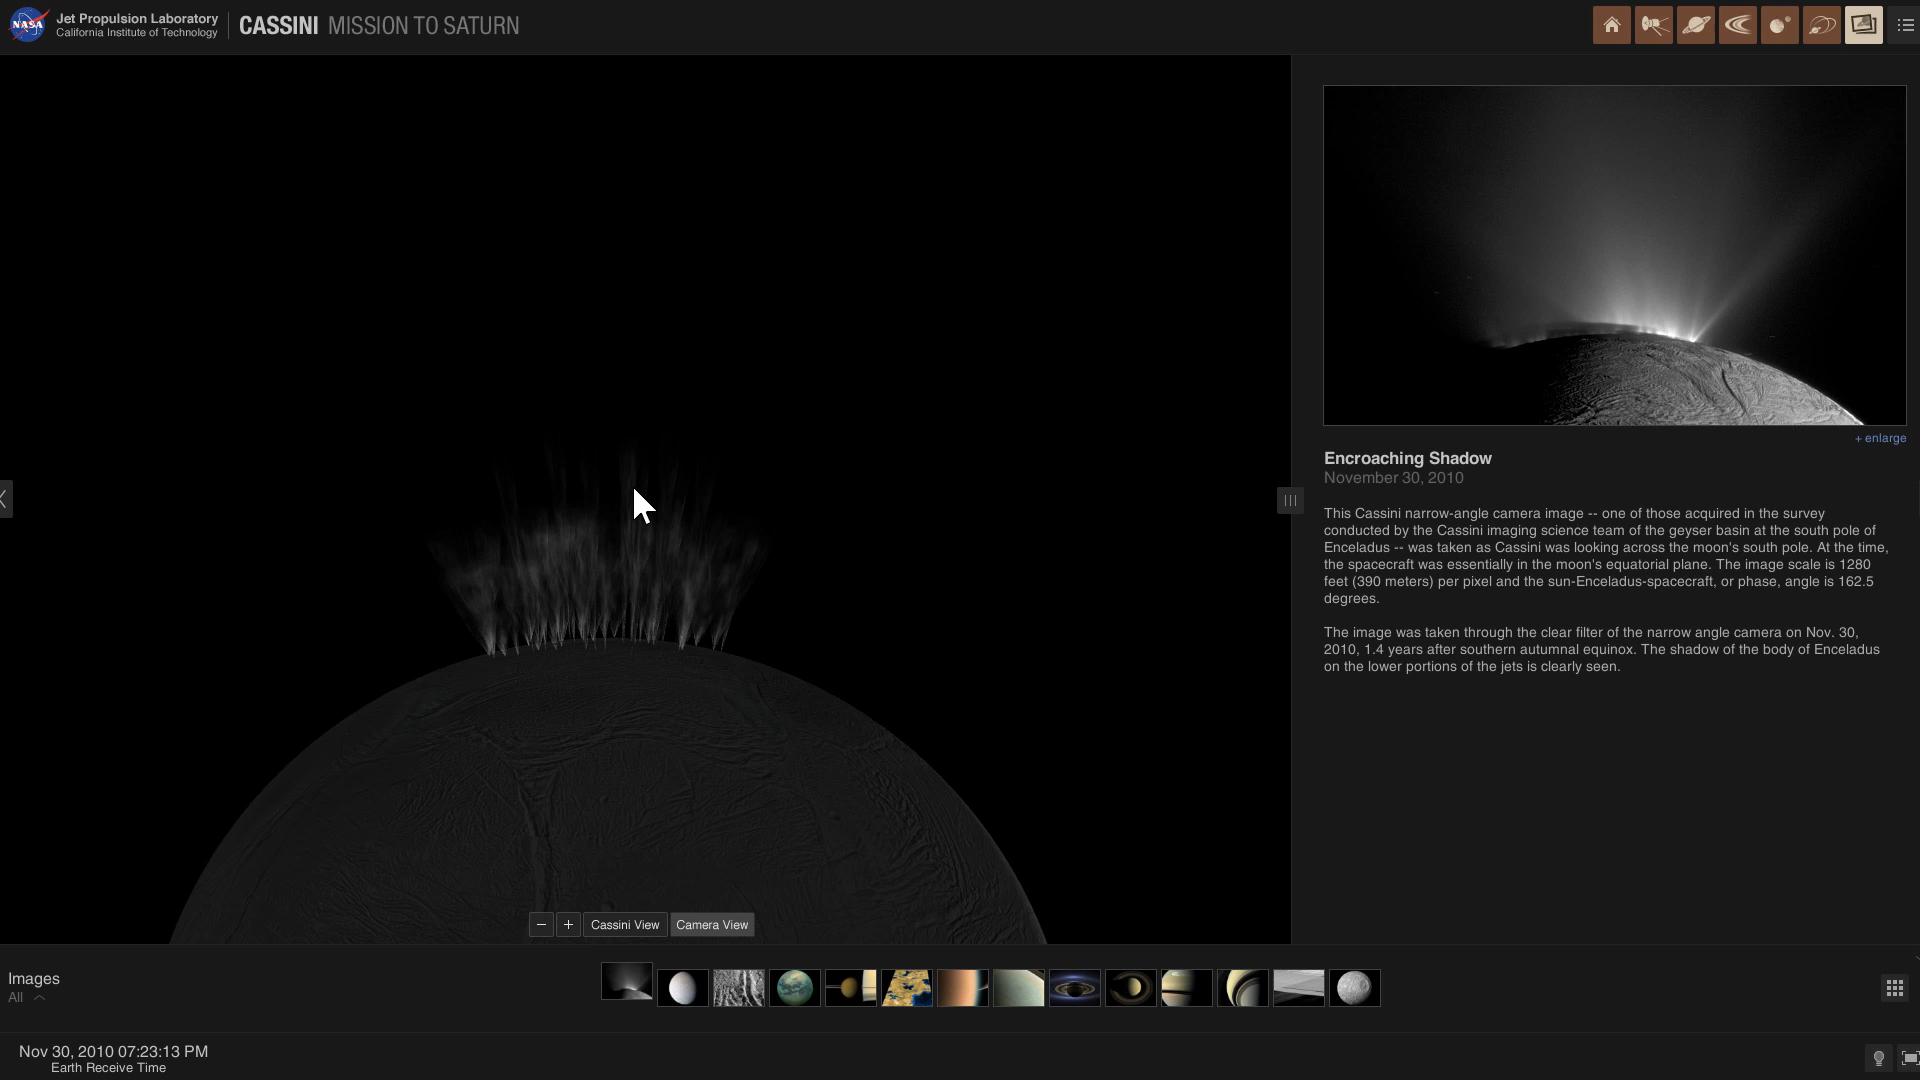 NASA
Jet Propulsion Laboratory
California Institute of Technology
CASSINI MISSION TO SATURN
+ enlarge
Encroaching Shadow
November 30, 2010
This Cassini narrow-angle camera image -- one of those acquired in the survey
conducted by the Cassini imaging science team of the geyser basin at the south pole of
Enceladus -- was taken as Cassini was looking across the moon's south pole. At the time,
the spacecraft was essentially in the moon's equatorial plane. The image scale is 1280
feet (390 meters) per pixel and the sun-Enceladus-spacecraft, or phase, angle is 162.5
degrees.
The image was taken through the clear filter of the narrow angle camera on Nov. 30,
2010, 1.4 years after southern autumnal equinox. The shadow of the body of Enceladus
on the lower portions of the jets is clearly seen.
− + Cassini View Camera View
Images
All
Nov 30, 2010 07:23:13 PM
Earth Receive Time